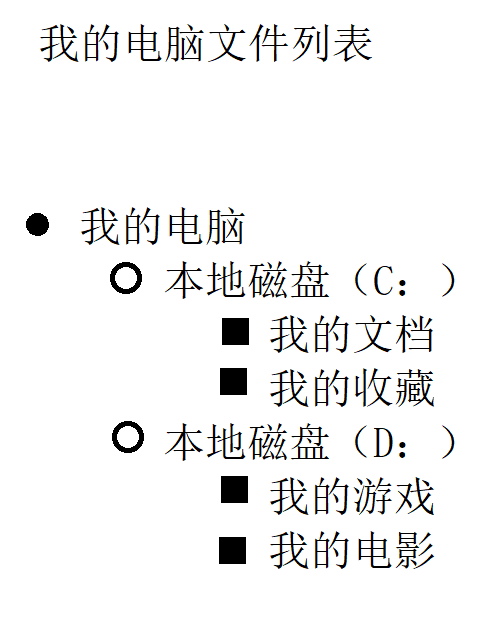 我的电脑文件列表
我的电脑
本地磁盘（C：）
我的文档
我的收藏
本地磁盘（D：）
我的游戏
我的电影